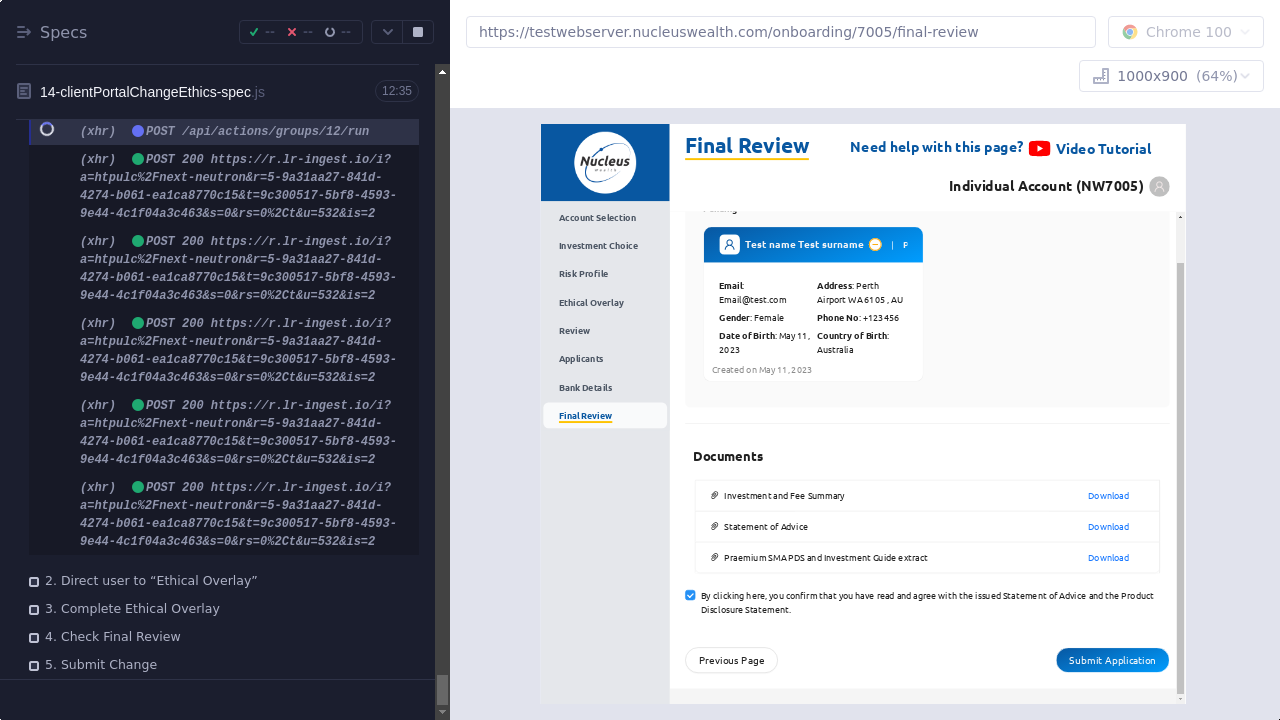 Specs
--
--
--
https://testwebserver.nucleuswealth.com/onboarding/7005/final-review
Chrome 100
1000x900 (64%)
14-clientPortalChangeEthics-spec.js
12:35
(xhr) POST /api/actions/groups/12/run
(xhr) POST 200 https://r.lr-ingest.io/i?
a=htpulc%2Fnext-neutron&r=5-9a31aa27-841d-
4274-b061-ea1ca8770c15&t=9c300517-5bf8-4593-
9e44-4c1f04a3c463&s=0&rs=0%2Ct&u=532&is=2
(xhr) POST 200 https://r.lr-ingest.io/i?
a=htpulc%2Fnext-neutron&r=5-9a31aa27-841d-
4274-b061-ea1ca8770c15&t=9c300517-5bf8-4593-
9e44-4c1f04a3c463&s=0&rs=0%2Ct&u=532&is=2
(xhr) POST 200 https://r.lr-ingest.io/i?
a=htpulc%2Fnext-neutron&r=5-9a31aa27-841d-
4274-b061-ea1ca8770c15&t=9c300517-5bf8-4593-
9e44-4c1f04a3c463&s=0&rs=0%2Ct&u=532&is=2
(xhr) POST 200 https://r.lr-ingest.io/i?
a=htpulc%2Fnext-neutron&r=5-9a31aa27-841d-
4274-b061-ea1ca8770c15&t=9c300517-5bf8-4593-
9e44-4c1f04a3c463&s=0&rs=0%2Ct&u=532&is=2
(xhr) POST 200 https://r.lr-ingest.io/i?
a=htpulc%2Fnext-neutron&r=5-9a31aa27-841d-
4274-b061-ea1ca8770c15&t=9c300517-5bf8-4593-
9e44-4c1f04a3c463&s=0&rs=0%2Ct&u=532&is=2
2. Direct user to “Ethical Overlay”
3. Complete Ethical Overlay
4. Check Final Review
5. Submit Change
Nucleus
Wealth
Account Selection
Investment Choice
Risk Profile
Ethical Overlay
Review
Applicants
Bank Details
Final Review
Final Review
Need help with this page?
Video Tutorial
Individual Account (NW7005)
Test name Test surname | P
Email:
Email@test.com
Gender: Female
Date of Birth: May 11,
2023
Address: Perth
Airport WA 6105 , AU
Phone No: +123456
Country of Birth:
Australia
Created on May 11, 2023
Documents
Investment and Fee Summary Download
Statement of Advice Download
Praemium SMA PDS and Investment Guide extract Download
By clicking here, you confirm that you have read and agree with the issued Statement of Advice and the Product
Disclosure Statement.
Previous Page
Submit Application